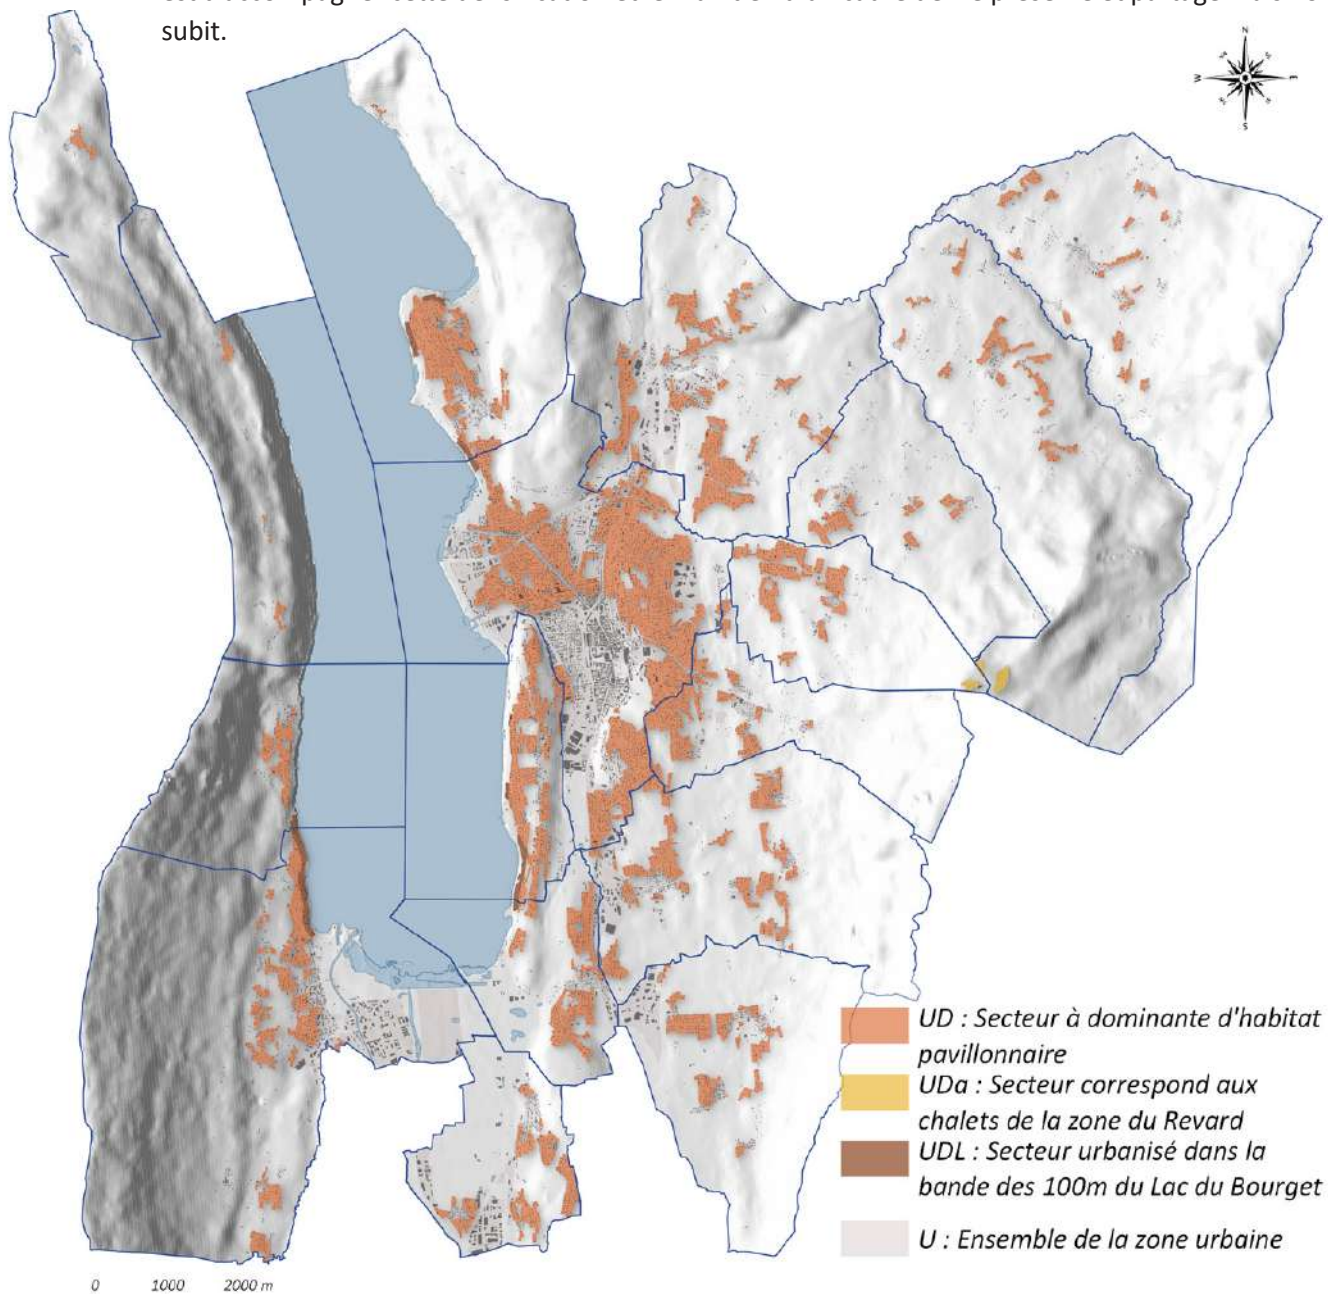 subit.
N
W
E
S
UD : Secteur à dominante d'habitat
pavillonnaire
UDa : Secteur correspond aux
chalets de la zone du Revard
UDL : Secteur urbanisé dans la
bande des 100m du Lac du Bourget
U : Ensemble de la zone urbaine
0 1000 2000 m